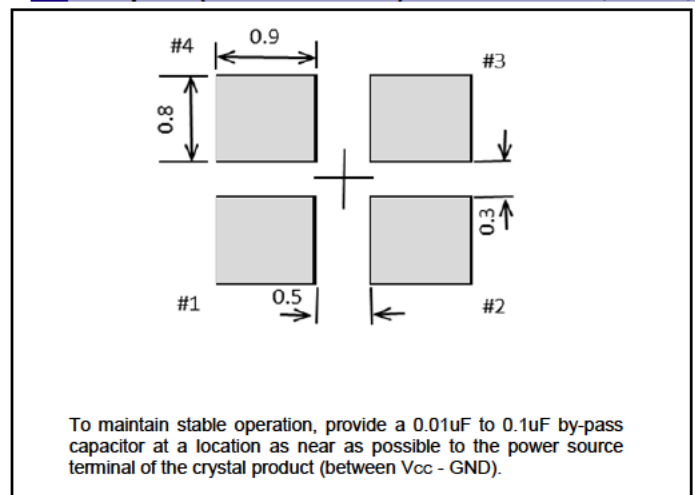 #4
0.9
#3
0.8
0.3
#1
0.5
#2
To maintain stable operation, provide a 0.01uF to 0.1uF by-pass
capacitor at a location as near as possible to the power source
terminal of the crystal product (between Vcc - GND).